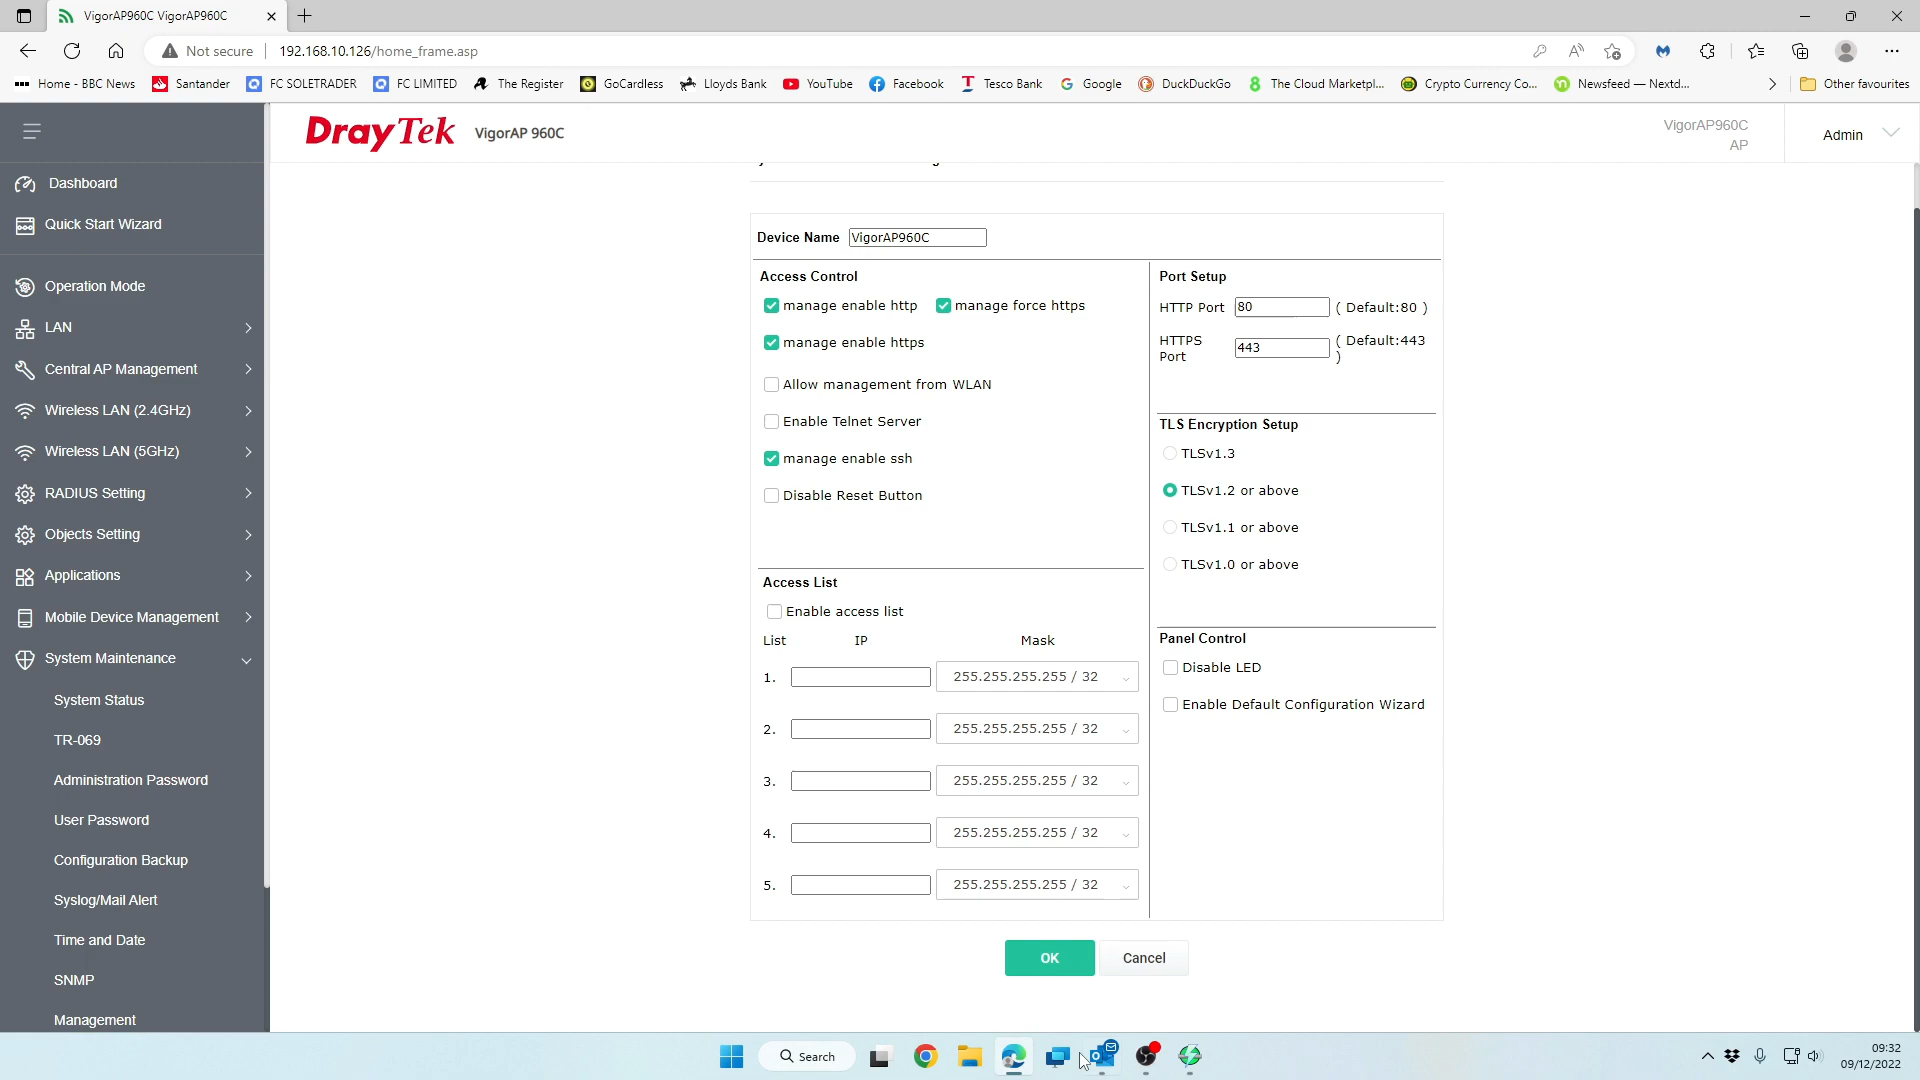 VigorAP960C VigorAP960C
Not secure 192.168.10.126/home_frame.asp
Home - BBC News Santander FC SOLETRADER FC LIMITED The Register GoCardless Lloyds Bank YouTube Facebook Tesco Bank Google DuckDuckGo The Cloud Marketpl... Crypto Currency Co... Newsfeed — Nextd... Other favourites
DrayTek VigorAP 960C
VigorAP960C
AP
Admin
Dashboard
Quick Start Wizard
Operation Mode
LAN
Central AP Management
Wireless LAN (2.4GHz)
Wireless LAN (5GHz)
RADIUS Setting
Objects Setting
Applications
Mobile Device Management
System Maintenance
System Status
TR-069
Administration Password
User Password
Configuration Backup
Syslog/Mail Alert
Time and Date
SNMP
Management
Device Name VigorAP960C
Access Control
manage enable http manage force https
manage enable https
Allow management from WLAN
Enable Telnet Server
manage enable ssh
Disable Reset Button
Access List
Enable access list
List IP Mask
1. 255.255.255.255 / 32
2. 255.255.255.255 / 32
3. 255.255.255.255 / 32
4. 255.255.255.255 / 32
5. 255.255.255.255 / 32
Port Setup
HTTP Port 80 ( Default:80 )
HTTPS Port 443 ( Default:443 )
TLS Encryption Setup
TLSv1.3
TLSv1.2 or above
TLSv1.1 or above
TLSv1.0 or above
Panel Control
Disable LED
Enable Default Configuration Wizard
OK Cancel
Search
09:32
09/12/2022